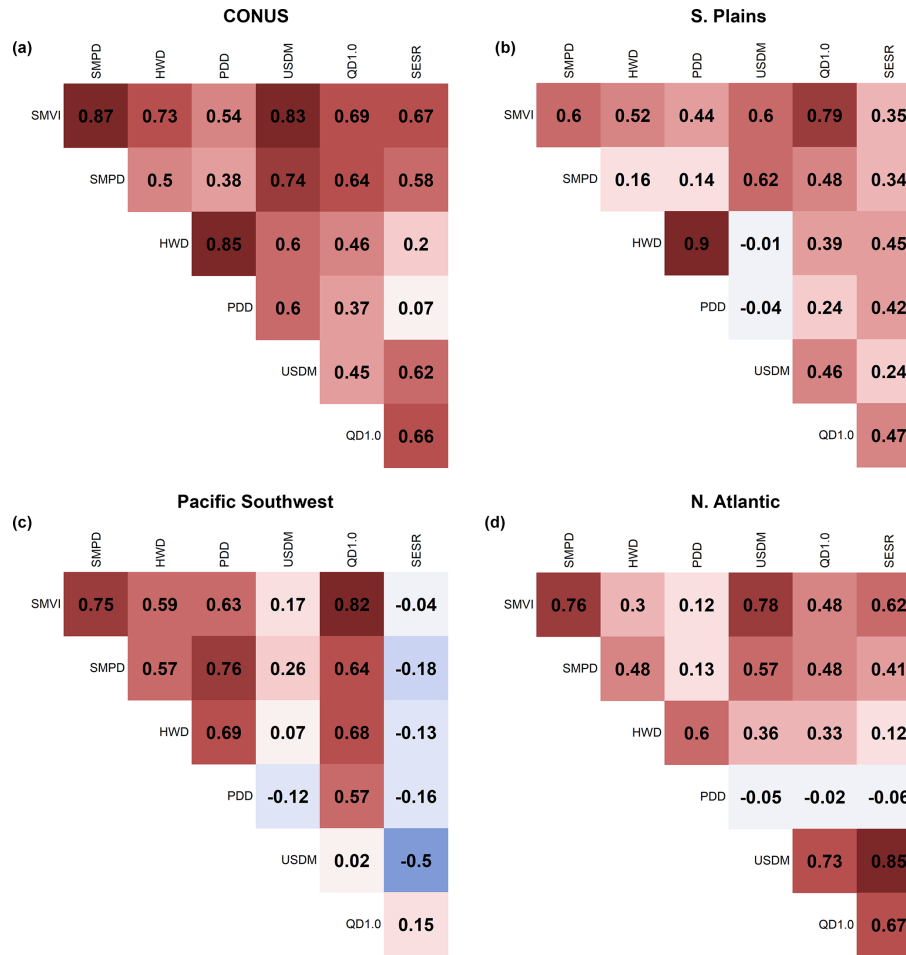 CONUS
(a)
SMPD HWD PDD USDM QD1.0 SESR
SMVI 0.87 0.73 0.54 0.83 0.69 0.67
SMPD 0.5 0.38 0.74 0.64 0.58
HWD 0.85 0.6 0.46 0.2
PDD 0.6 0.37 0.07
USDM 0.45 0.62
QD1.0 0.66
S. Plains
(b)
SMPD HWD PDD USDM QD1.0 SESR
SMVI 0.6 0.52 0.44 0.6 0.79 0.35
SMPD 0.16 0.14 0.62 0.48 0.34
HWD 0.9 -0.01 0.39 0.45
PDD -0.04 0.24 0.42
USDM 0.46 0.24
QD1.0 0.47
Pacific Southwest
(c)
SMPD HWD PDD USDM QD1.0 SESR
SMVI 0.75 0.59 0.63 0.17 0.82 -0.04
SMPD 0.57 0.76 0.26 0.64 -0.18
HWD 0.69 0.07 0.68 -0.13
PDD -0.12 0.57 -0.16
USDM 0.02 -0.5
QD1.0 0.15
N. Atlantic
(d)
SMPD HWD PDD USDM QD1.0 SESR
SMVI 0.76 0.3 0.12 0.78 0.48 0.62
SMPD 0.48 0.13 0.57 0.48 0.41
HWD 0.6 0.36 0.33 0.12
PDD -0.05 -0.02 -0.06
USDM 0.73 0.85
QD1.0 0.67